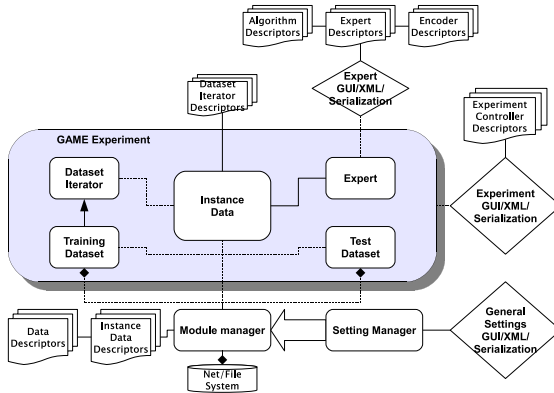 Algorithm
Descriptors
Expert
Descriptors
Encoder
Descriptors
Expert
GUI/XML/
Serialization
Dataset
Iterator
Descriptors
Experiment
Controller
Descriptors
GAME Experiment
Dataset
Iterator
Instance
Data
Expert
Experiment
GUI/XML/
Serialization
Training
Dataset
Test
Dataset
Data
Descriptors
Instance
Data
Descriptors
Module manager
Setting Manager
General
Settings
GUI/XML/
Serialization
Net/File
System